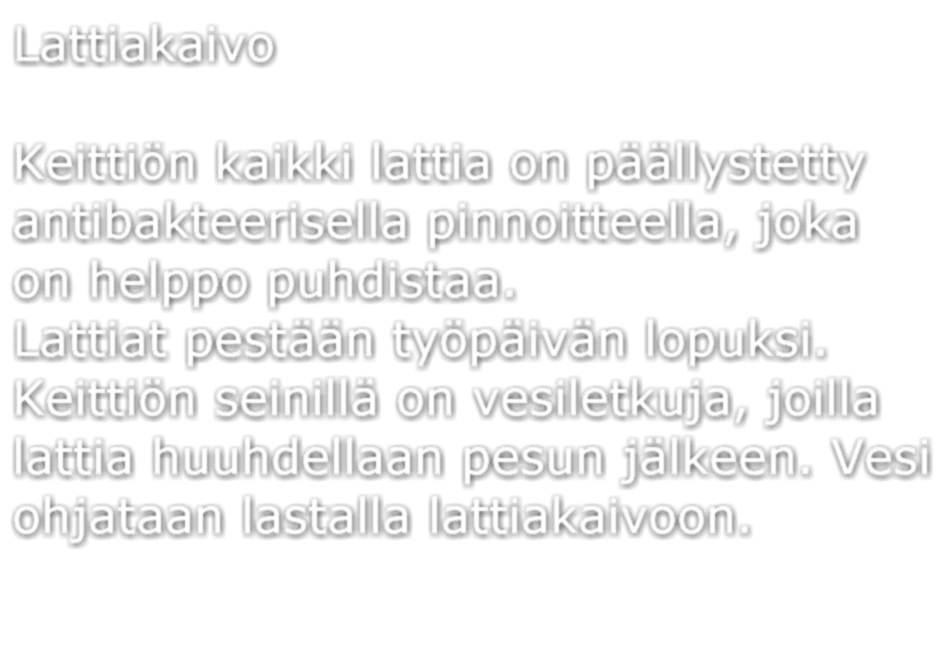 Lattiakaivo
Keittiön kaikki lattia on päällystetty
antibakteerisella pinnoitteella, joka
on helppo puhdistaa.
Lattiat pestään työpäivän lopuksi.
Keittiön seinillä on vesiletkuja, joilla
lattia huuhdellaan pesun jälkeen. Vesi
ohjataan lastalla lattiakaivoon.